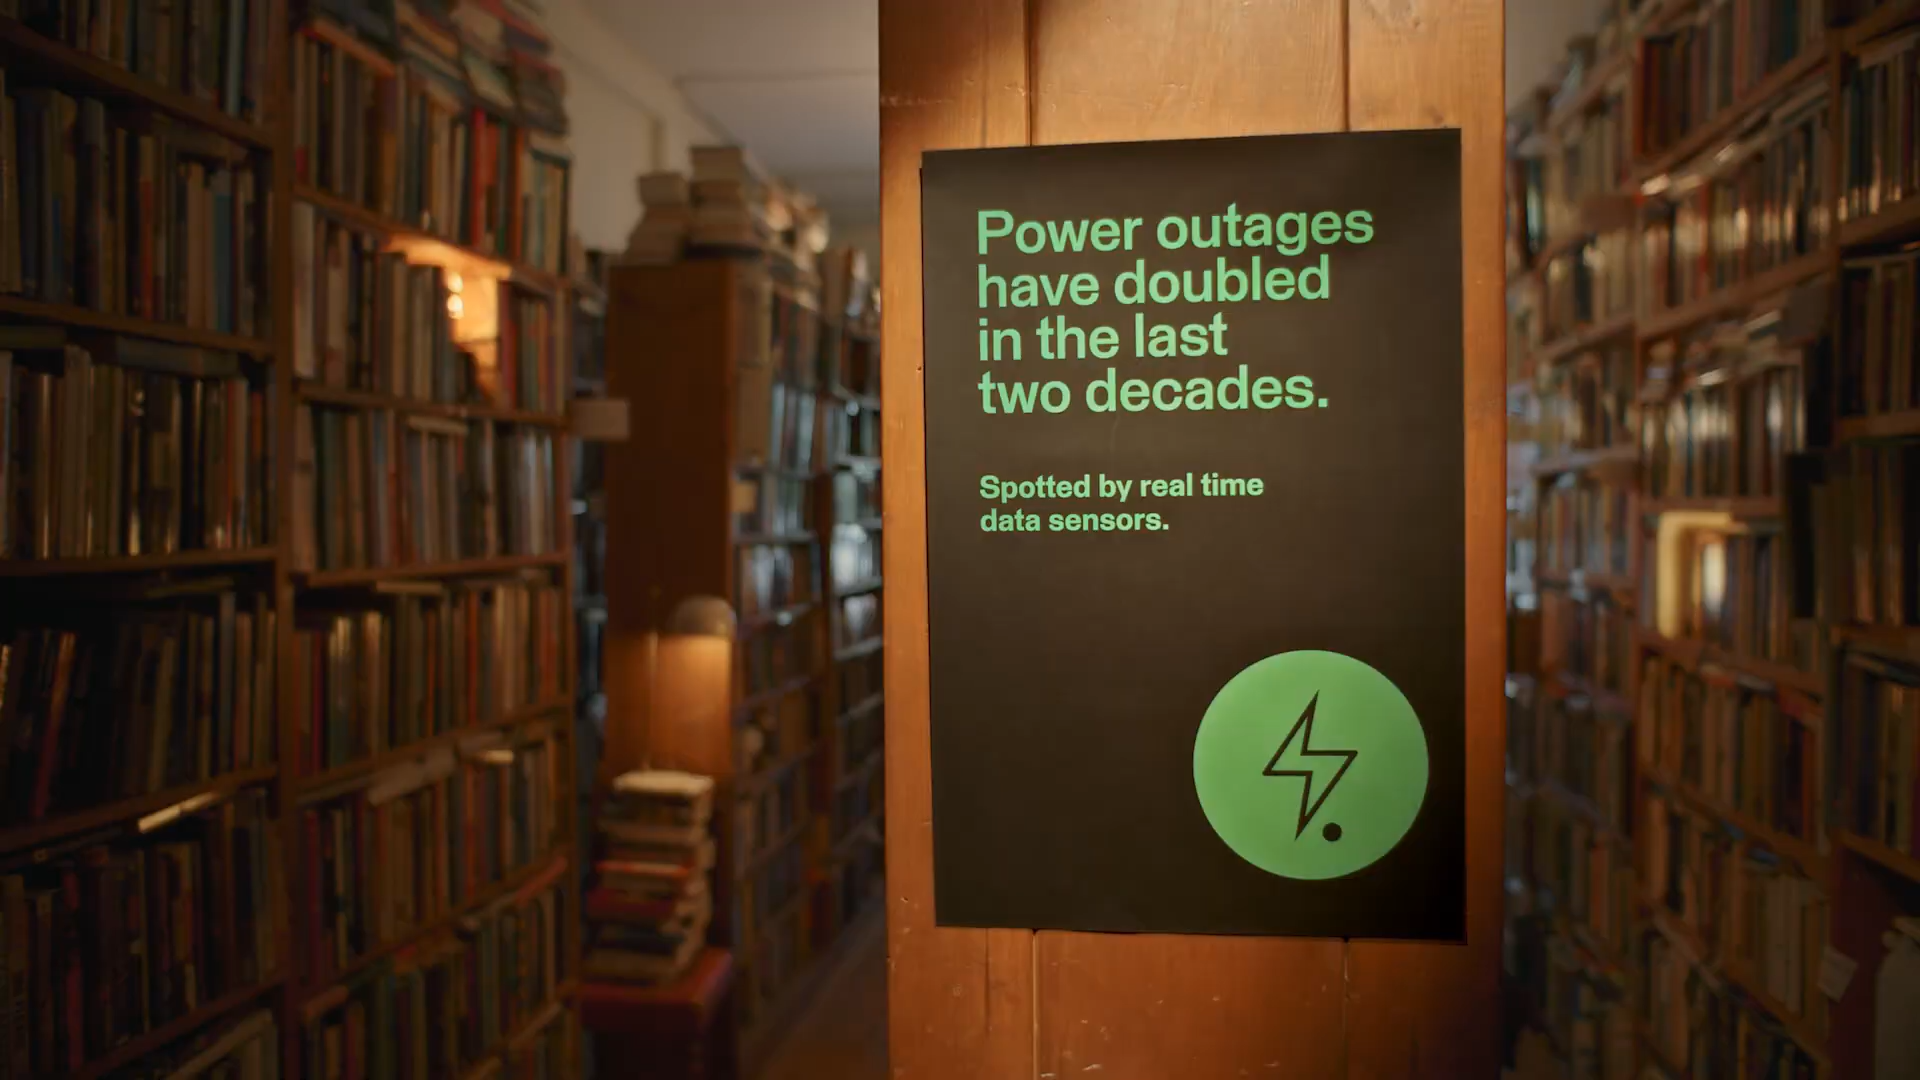 Power outages
have doubled
in the last
two decades.
Spotted by real time
data sensors.